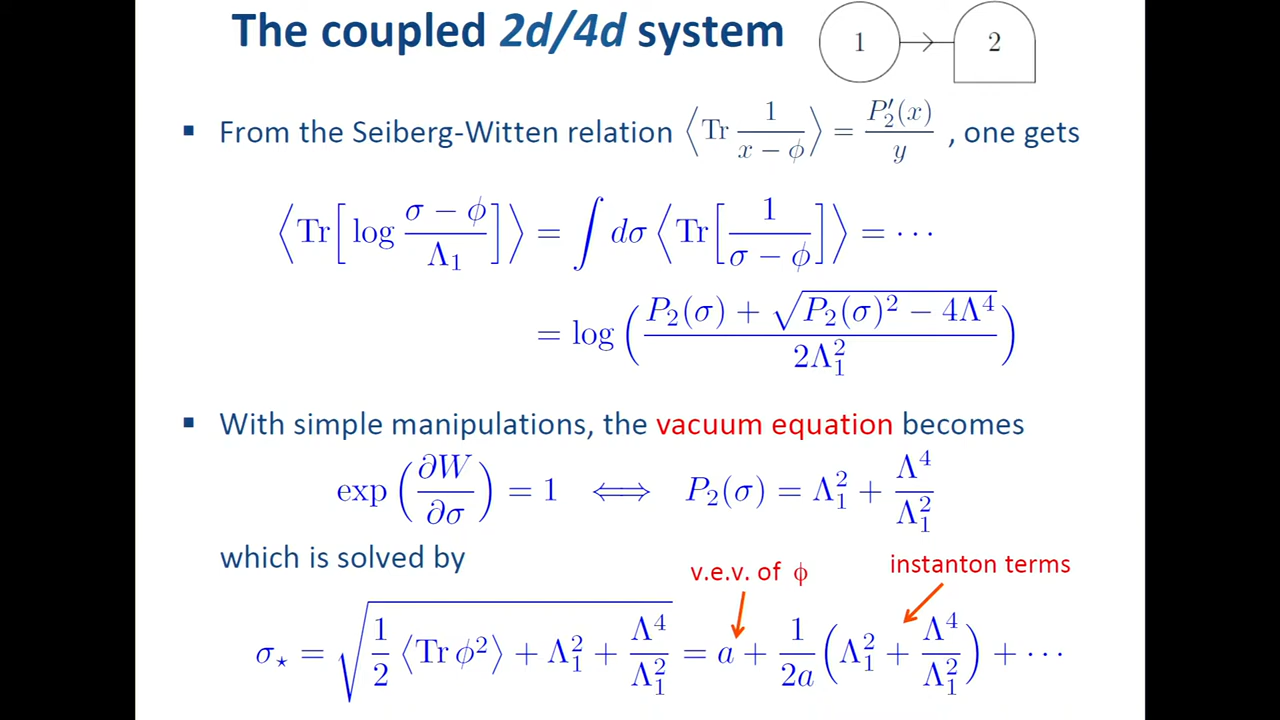 The coupled 2d/4d system
1 2
▪ From the Seiberg-Witten relation ⟨Tr 1/(x − ϕ)⟩ = P₂′(x)/y , one gets
⟨Tr[log (σ − ϕ)/Λ₁]⟩ = ∫ dσ ⟨Tr[1/(σ − ϕ)]⟩ = ⋯
= log ((P₂(σ) + √(P₂(σ)² − 4Λ⁴))/(2Λ₁²))
▪ With simple manipulations, the vacuum equation becomes
exp (∂W/∂σ) = 1 ⟺ P₂(σ) = Λ₁² + Λ⁴/Λ₁²
which is solved by
v.e.v. of ϕ instanton terms
σ⋆ = √(1/2 ⟨Tr ϕ²⟩ + Λ₁² + Λ⁴/Λ₁²) = a + 1/(2a) (Λ₁² + Λ⁴/Λ₁²) + ⋯